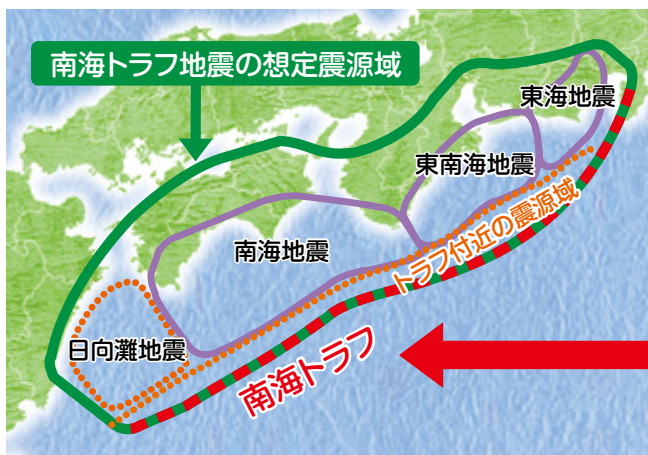 南海トラフ地震の想定震源域
東海地震
東南海地震
南海地震
トラフ付近の震源域
日向灘地震
南海トラフ